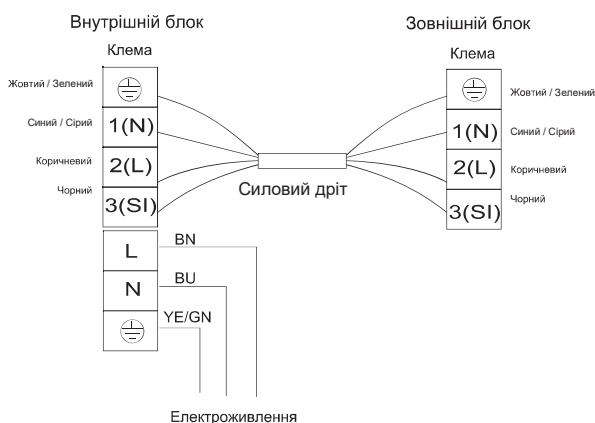 Внутрішній блок
Клема
Жовтий / Зелений
Синий / Сірий
1(N)
Коричневий
2(L)
Чорний
3(SI)
L
BN
N
BU
YE/GN
Електроживлення
Силовий дріт
Зовнішній блок
Клема
Жовтий / Зелений
1(N)
Синий / Сірий
2(L)
Коричневий
3(SI)
Чорний